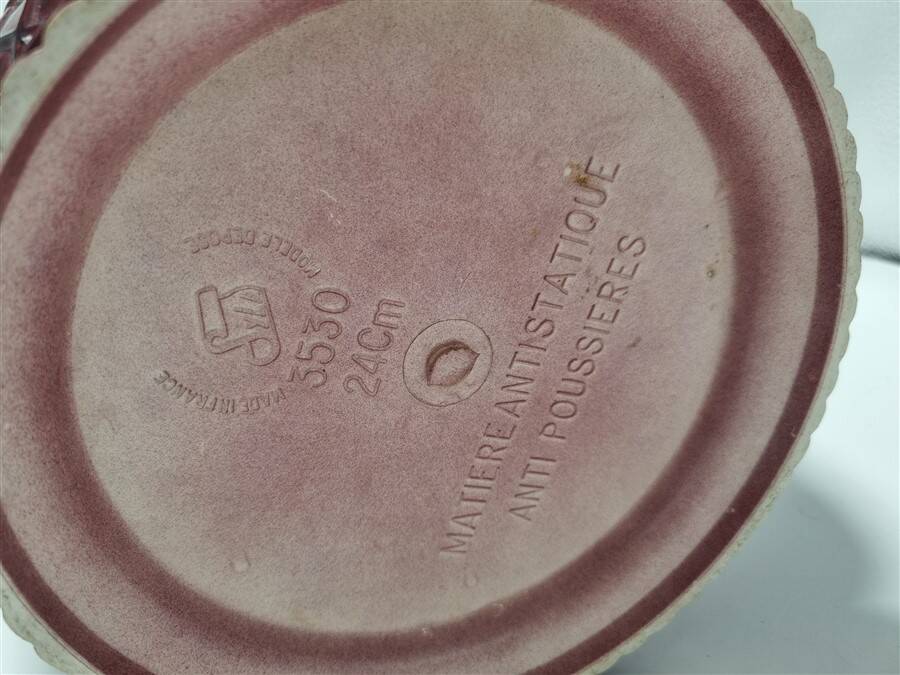 MODELE DEPOSE
MADE IN FRANCE
3530
24Cm
MATIERE ANTISTATIQUE
ANTI POUSSIERES